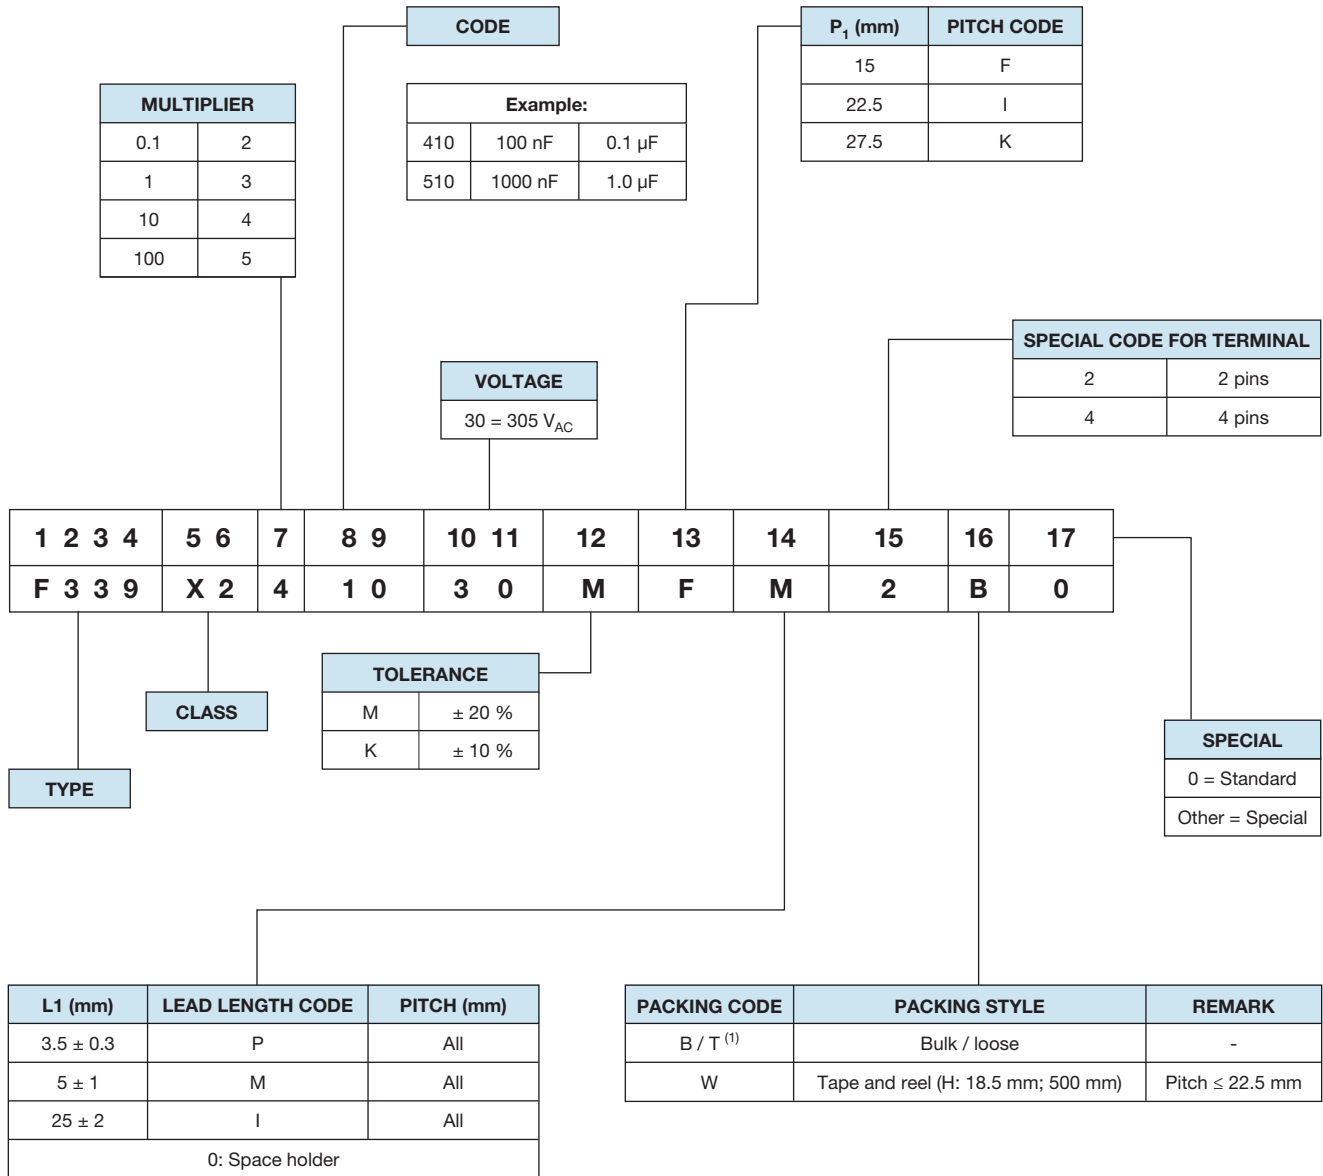 CODE
P1 (mm) PITCH CODE
15 F
22.5 I
27.5 K
MULTIPLIER
0.1 2
1 3
10 4
100 5
Example:
410 100 nF 0.1 µF
510 1000 nF 1.0 µF
SPECIAL CODE FOR TERMINAL
2 2 pins
4 4 pins
VOLTAGE
30 = 305 VAC
1 2 3 4 5 6 7 8 9 10 11 12 13 14 15 16 17
F 3 3 9 X 2 4 1 0 3 0 M F M 2 B 0
TOLERANCE
M ± 20 %
K ± 10 %
CLASS
TYPE
SPECIAL
0 = Standard
Other = Special
L1 (mm) LEAD LENGTH CODE PITCH (mm)
3.5 ± 0.3 P All
5 ± 1 M All
25 ± 2 I All
0: Space holder
PACKING CODE PACKING STYLE REMARK
B / T (1) Bulk / loose -
W Tape and reel (H: 18.5 mm; 500 mm) Pitch ≤ 22.5 mm